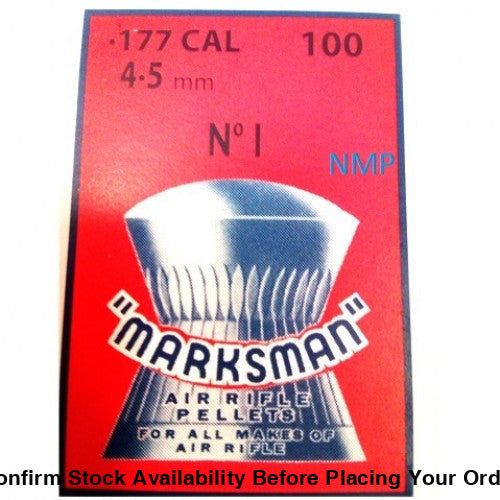 .177 CAL 100
4.5 mm
Nº 1
NMP
"MARKSMAN"
AIR RIFLE
PELLETS
FOR ALL MAKES OF
AIR RIFLE
onfirm Stock Availability Before Placing Your Ord